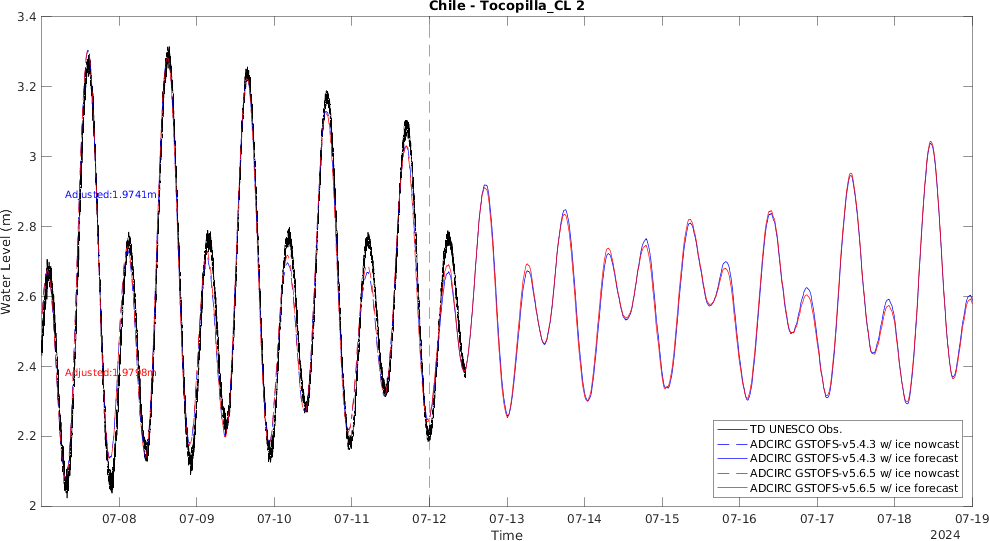 Chile - Tocopilla_CL 2
3.4
3.2
3
2.8
2.6
2.4
2.2
2
Water Level (m)
Adjusted:1.9741m
Adjusted:1.9798m
TD UNESCO Obs.
ADCIRC GSTOFS-v5.4.3 w/ ice nowcast
ADCIRC GSTOFS-v5.4.3 w/ ice forecast
ADCIRC GSTOFS-v5.6.5 w/ ice nowcast
ADCIRC GSTOFS-v5.6.5 w/ ice forecast
07-08 07-09 07-10 07-11 07-12 07-13 07-14 07-15 07-16 07-17 07-18 07-19
Time
2024